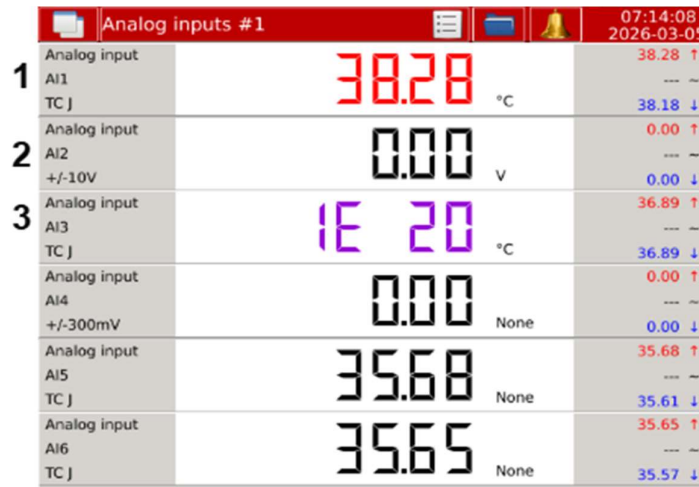 Analog inputs #1
07:14:08
2026-03-05
1
Analog input
AI1
TC J
38.28
°C
38.28 ↑
--- ~
38.18 ↓
2
Analog input
AI2
+/-10V
0.00
V
0.00 ↑
--- ~
0.00 ↓
3
Analog input
AI3
TC J
1E 20
°C
36.89 ↑
--- ~
36.89 ↓
Analog input
AI4
+/-300mV
0.00
None
0.00 ↑
--- ~
0.00 ↓
Analog input
AI5
TC J
35.68
None
35.68 ↑
--- ~
35.61 ↓
Analog input
AI6
TC J
35.65
None
35.65 ↑
--- ~
35.57 ↓